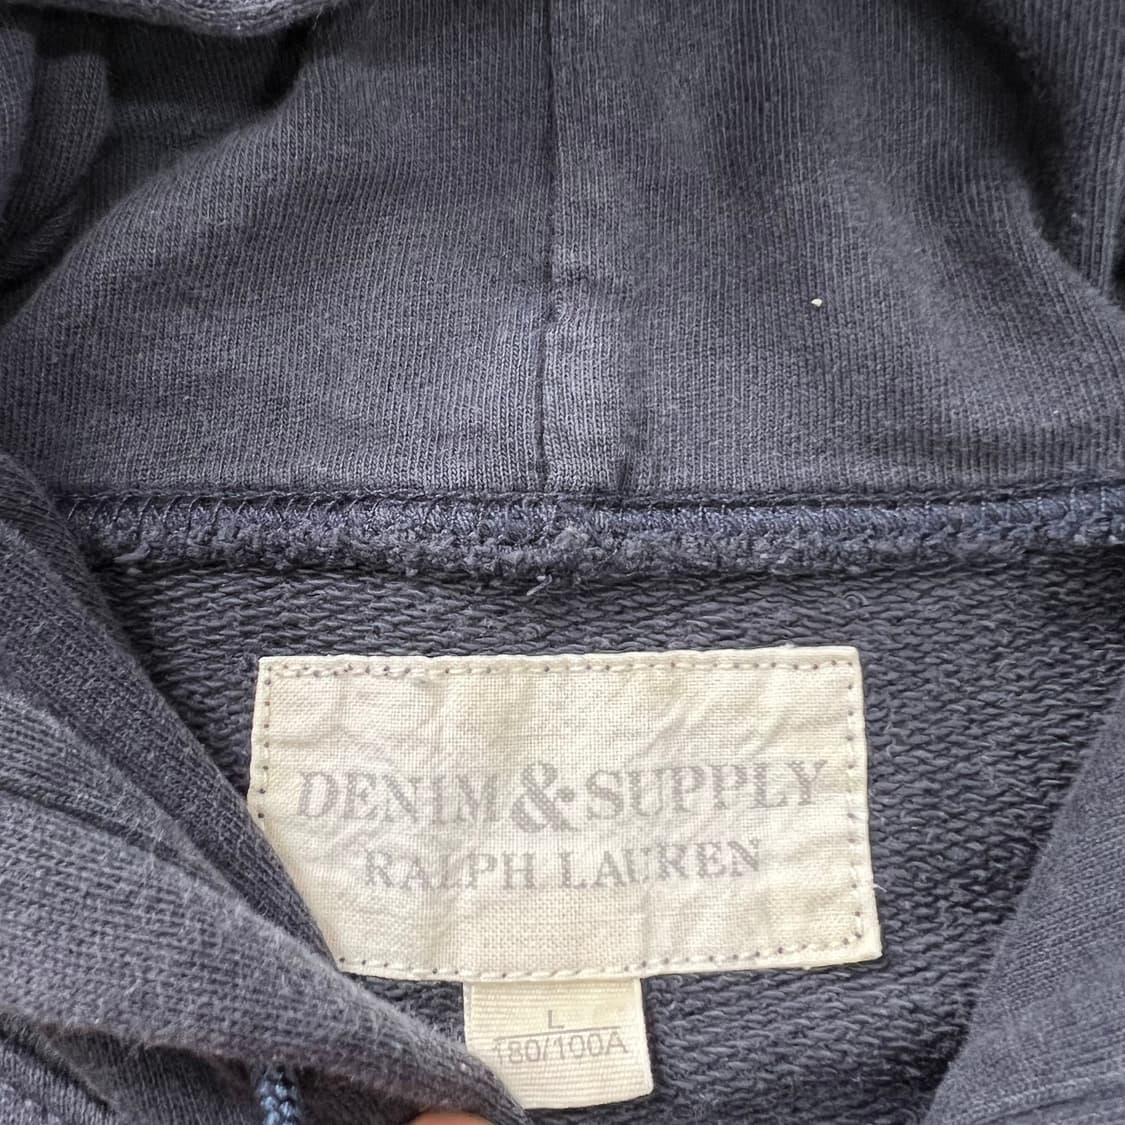 DENIM & SUPPLY
RALPH LAUREN
L
180/100A